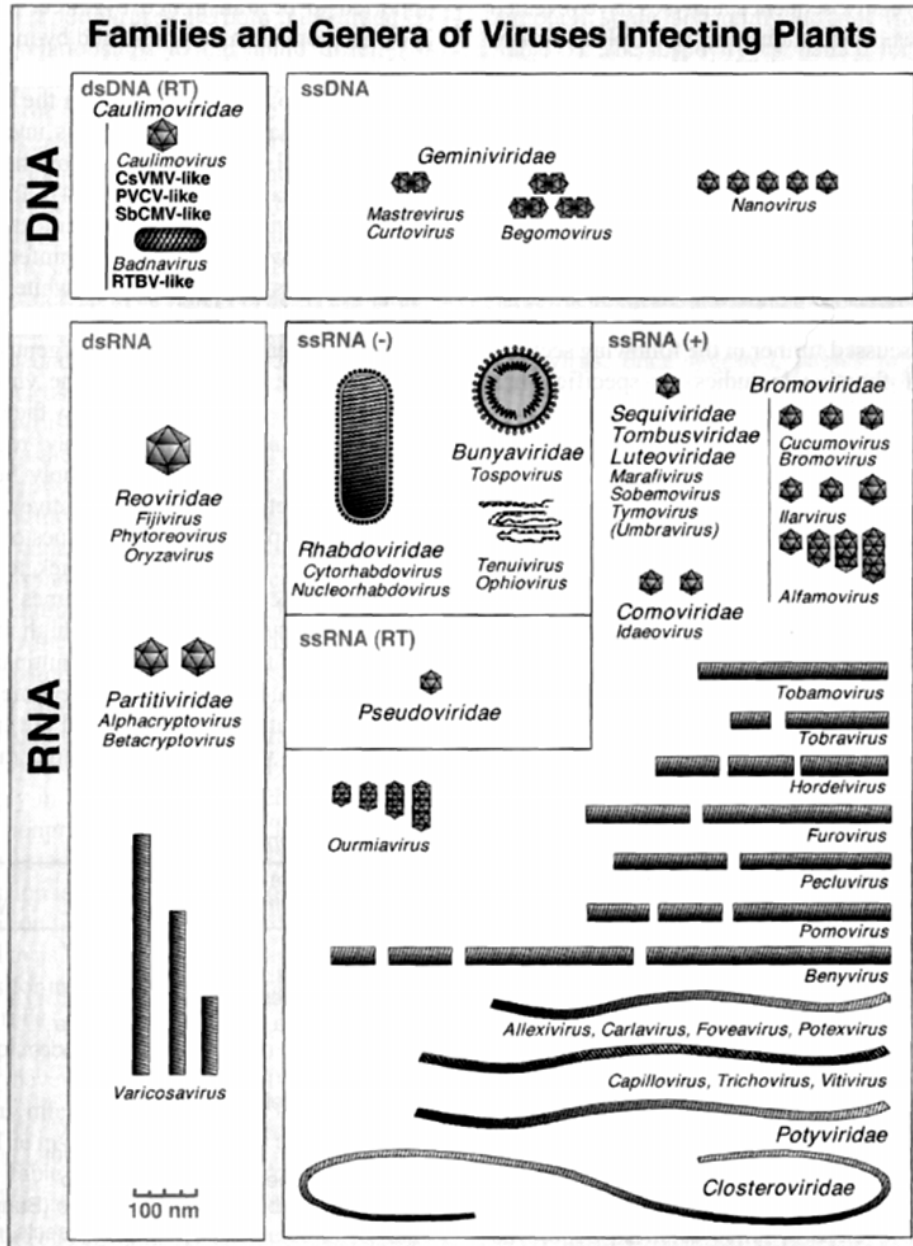 Families and Genera of Viruses Infecting Plants
DNA
dsDNA (RT)
Caulimoviridae
Caulimovirus
CsVMV-like
PVCV-like
SbCMV-like
Badnavirus
RTBV-like
ssDNA
Geminiviridae
Mastrevirus
Curtovirus
Begomovirus
Nanovirus
RNA
dsRNA
Reoviridae
Fijivirus
Phytoreovirus
Oryzavirus
Partitiviridae
Alphacryptovirus
Betacryptovirus
Varicosavirus
100 nm
ssRNA (-)
Rhabdoviridae
Cytorhabdovirus
Nucleorhabdovirus
Bunyaviridae
Tospovirus
Tenuivirus
Ophiovirus
ssRNA (RT)
Pseudoviridae
ssRNA (+)
Sequiviridae
Tombusviridae
Luteoviridae
Marafivirus
Sobemovirus
Tymovirus
(Umbravirus)
Comoviridae
Idaeovirus
Bromoviridae
Cucumovirus
Bromovirus
Ilarvirus
Alfamovirus
Ourmiavirus
Tobamovirus
Tobravirus
Hordeivirus
Furovirus
Pecluvirus
Pomovirus
Benyvirus
Allexivirus, Carlavirus, Foveavirus, Potexvirus
Capillovirus, Trichovirus, Vitivirus
Potyviridae
Closteroviridae